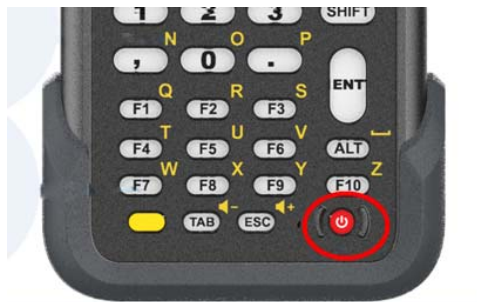 1 2 3 SHIFT
N O P
, 0 . ENT
Q R S
F1 F2 F3
T U V
F4 F5 F6 ALT
W X Y Z
F7 F8 F9 F10
- +
TAB ESC